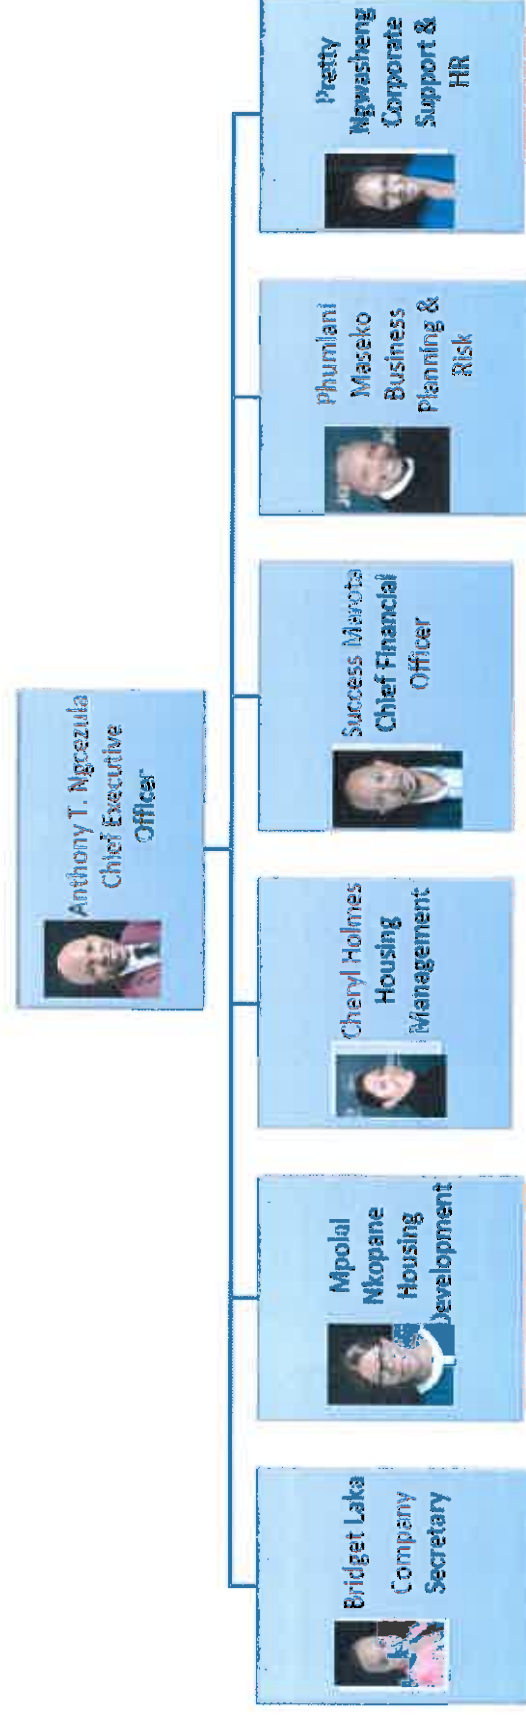 Anthony T. Ngcezula
Chief Executive
Officer
Bridget Laka
Company
Secretary
Mpolai
Nkopane
Housing
Development
Cheryl Holmes
Housing
Management
Success Marota
Chief Financial
Officer
Phumlani
Maseko
Business
Planning &
Risk
Pretty
Ngwasheng
Corporate
Support &
HR